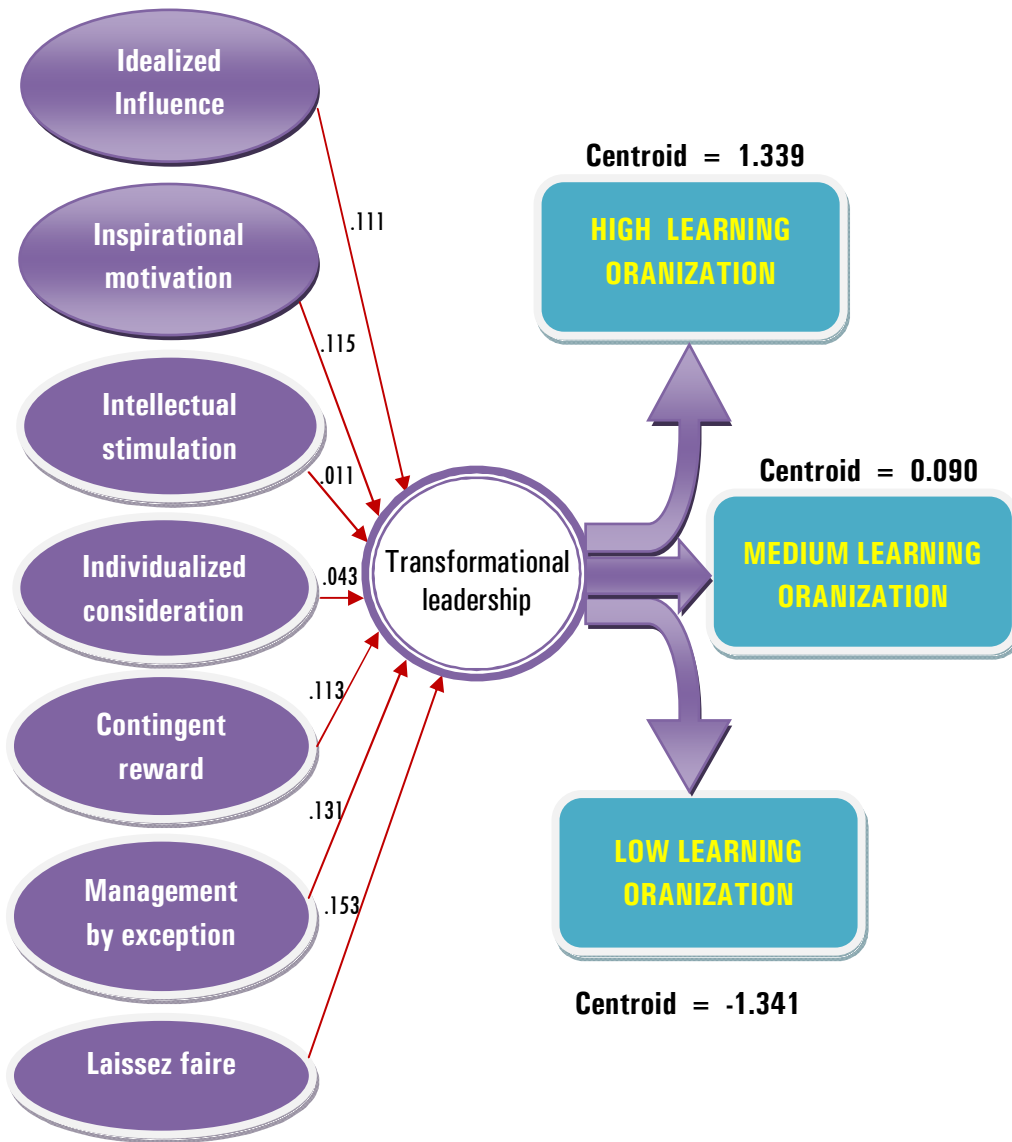 Idealized
Influence
Inspirational
motivation
Intellectual
stimulation
Individualized
consideration
Contingent
reward
Management
by exception
Laissez faire
.111
.115
.011
.043
.113
.131
.153
Transformational
leadership
Centroid = 1.339
HIGH LEARNING
ORANIZATION
Centroid = 0.090
MEDIUM LEARNING
ORANIZATION
LOW LEARNING
ORANIZATION
Centroid = -1.341